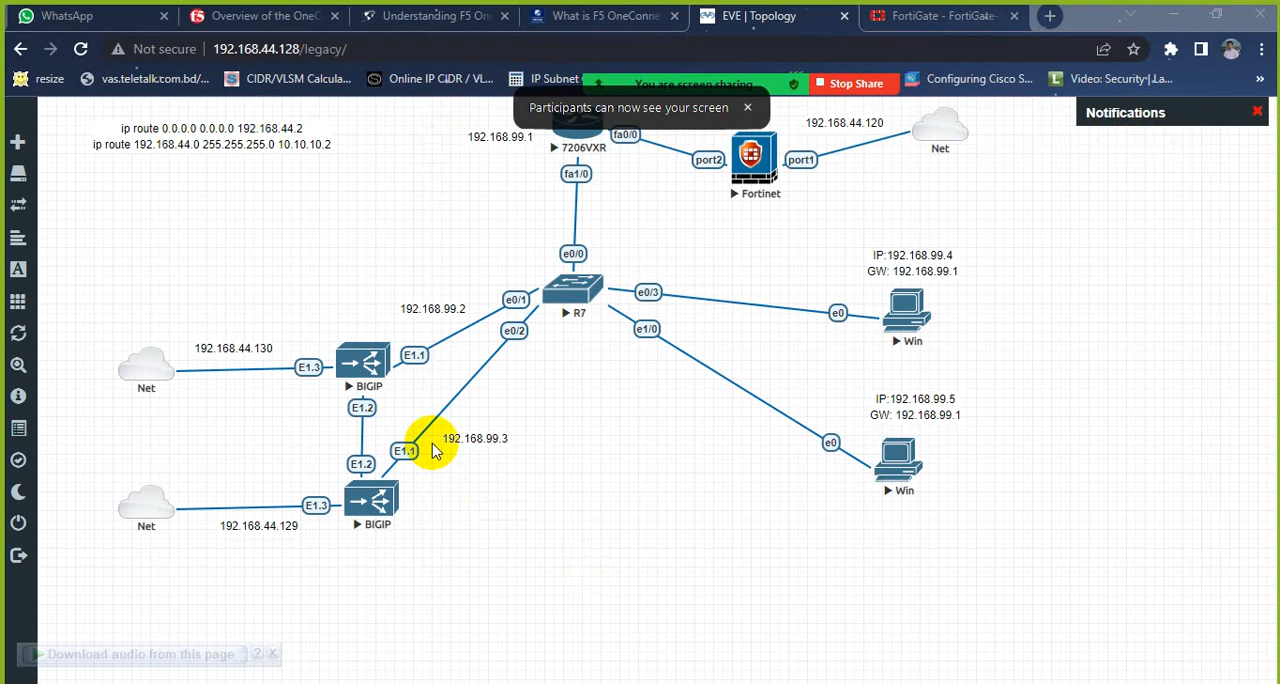 WhatsApp
Overview of the OneC
Understanding F5 On
What is F5 OneConne
EVE | Topology
FortiGate - FortiGate
Not secure
192.168.44.128/legacy/
resize
vas.teletalk.com.bd/...
CIDR/VLSM Calcula...
Online IP CIDR / VL...
IP Subnet
You are screen sharing
Stop Share
Configuring Cisco S...
Video: Security | La...
»
Participants can now see your screen
Notifications
ip route 0.0.0.0 0.0.0.0 192.168.44.2
ip route 192.168.44.0 255.255.255.0 10.10.10.2
192.168.99.1
fa0/0
7206VXR
fa1/0
port2
port1
Fortinet
192.168.44.120
Net
e0/0
R7
e0/1
e0/2
e0/3
e1/0
IP:192.168.99.4
GW: 192.168.99.1
e0
Win
192.168.99.2
192.168.44.130
Net
E1.3
E1.1
BIGIP
E1.2
IP:192.168.99.5
GW: 192.168.99.1
e0
Win
192.168.99.3
E1.1
E1.2
E1.3
BIGIP
Net
192.168.44.129
Download audio from this page
? X